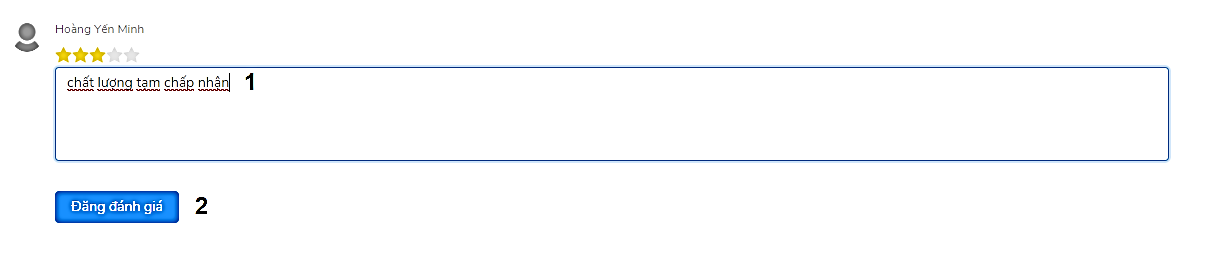 Hoàng Yến Minh
chất lượng tạm chấp nhận 1
Đăng đánh giá 2